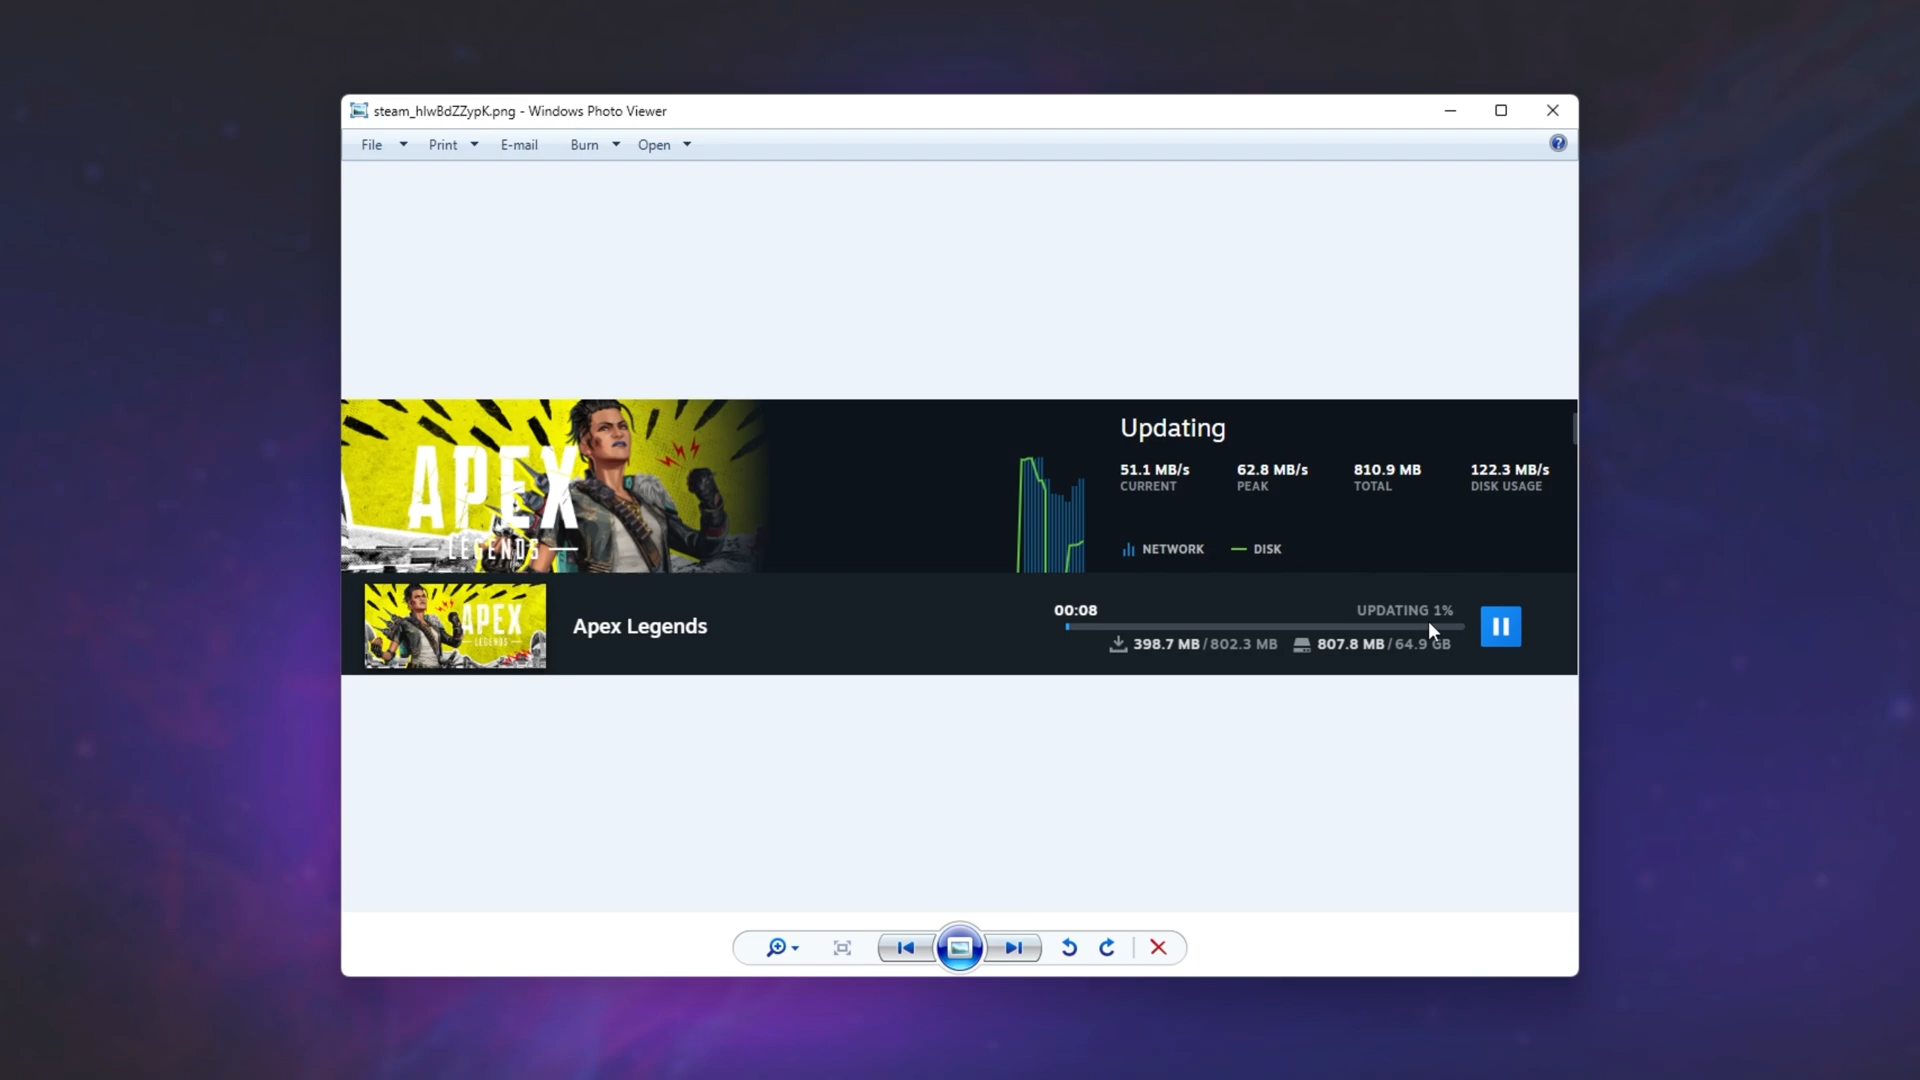 steam_hlwBdZZypK.png - Windows Photo Viewer
File Print E-mail Burn Open
APEX
LEGENDS
Updating
51.1 MB/s 62.8 MB/s 810.9 MB 122.3 MB/s
CURRENT PEAK TOTAL DISK USAGE
NETWORK DISK
APEX
LEGENDS
Apex Legends
00:08 UPDATING 1%
398.7 MB / 802.3 MB 807.8 MB / 64.9 GB